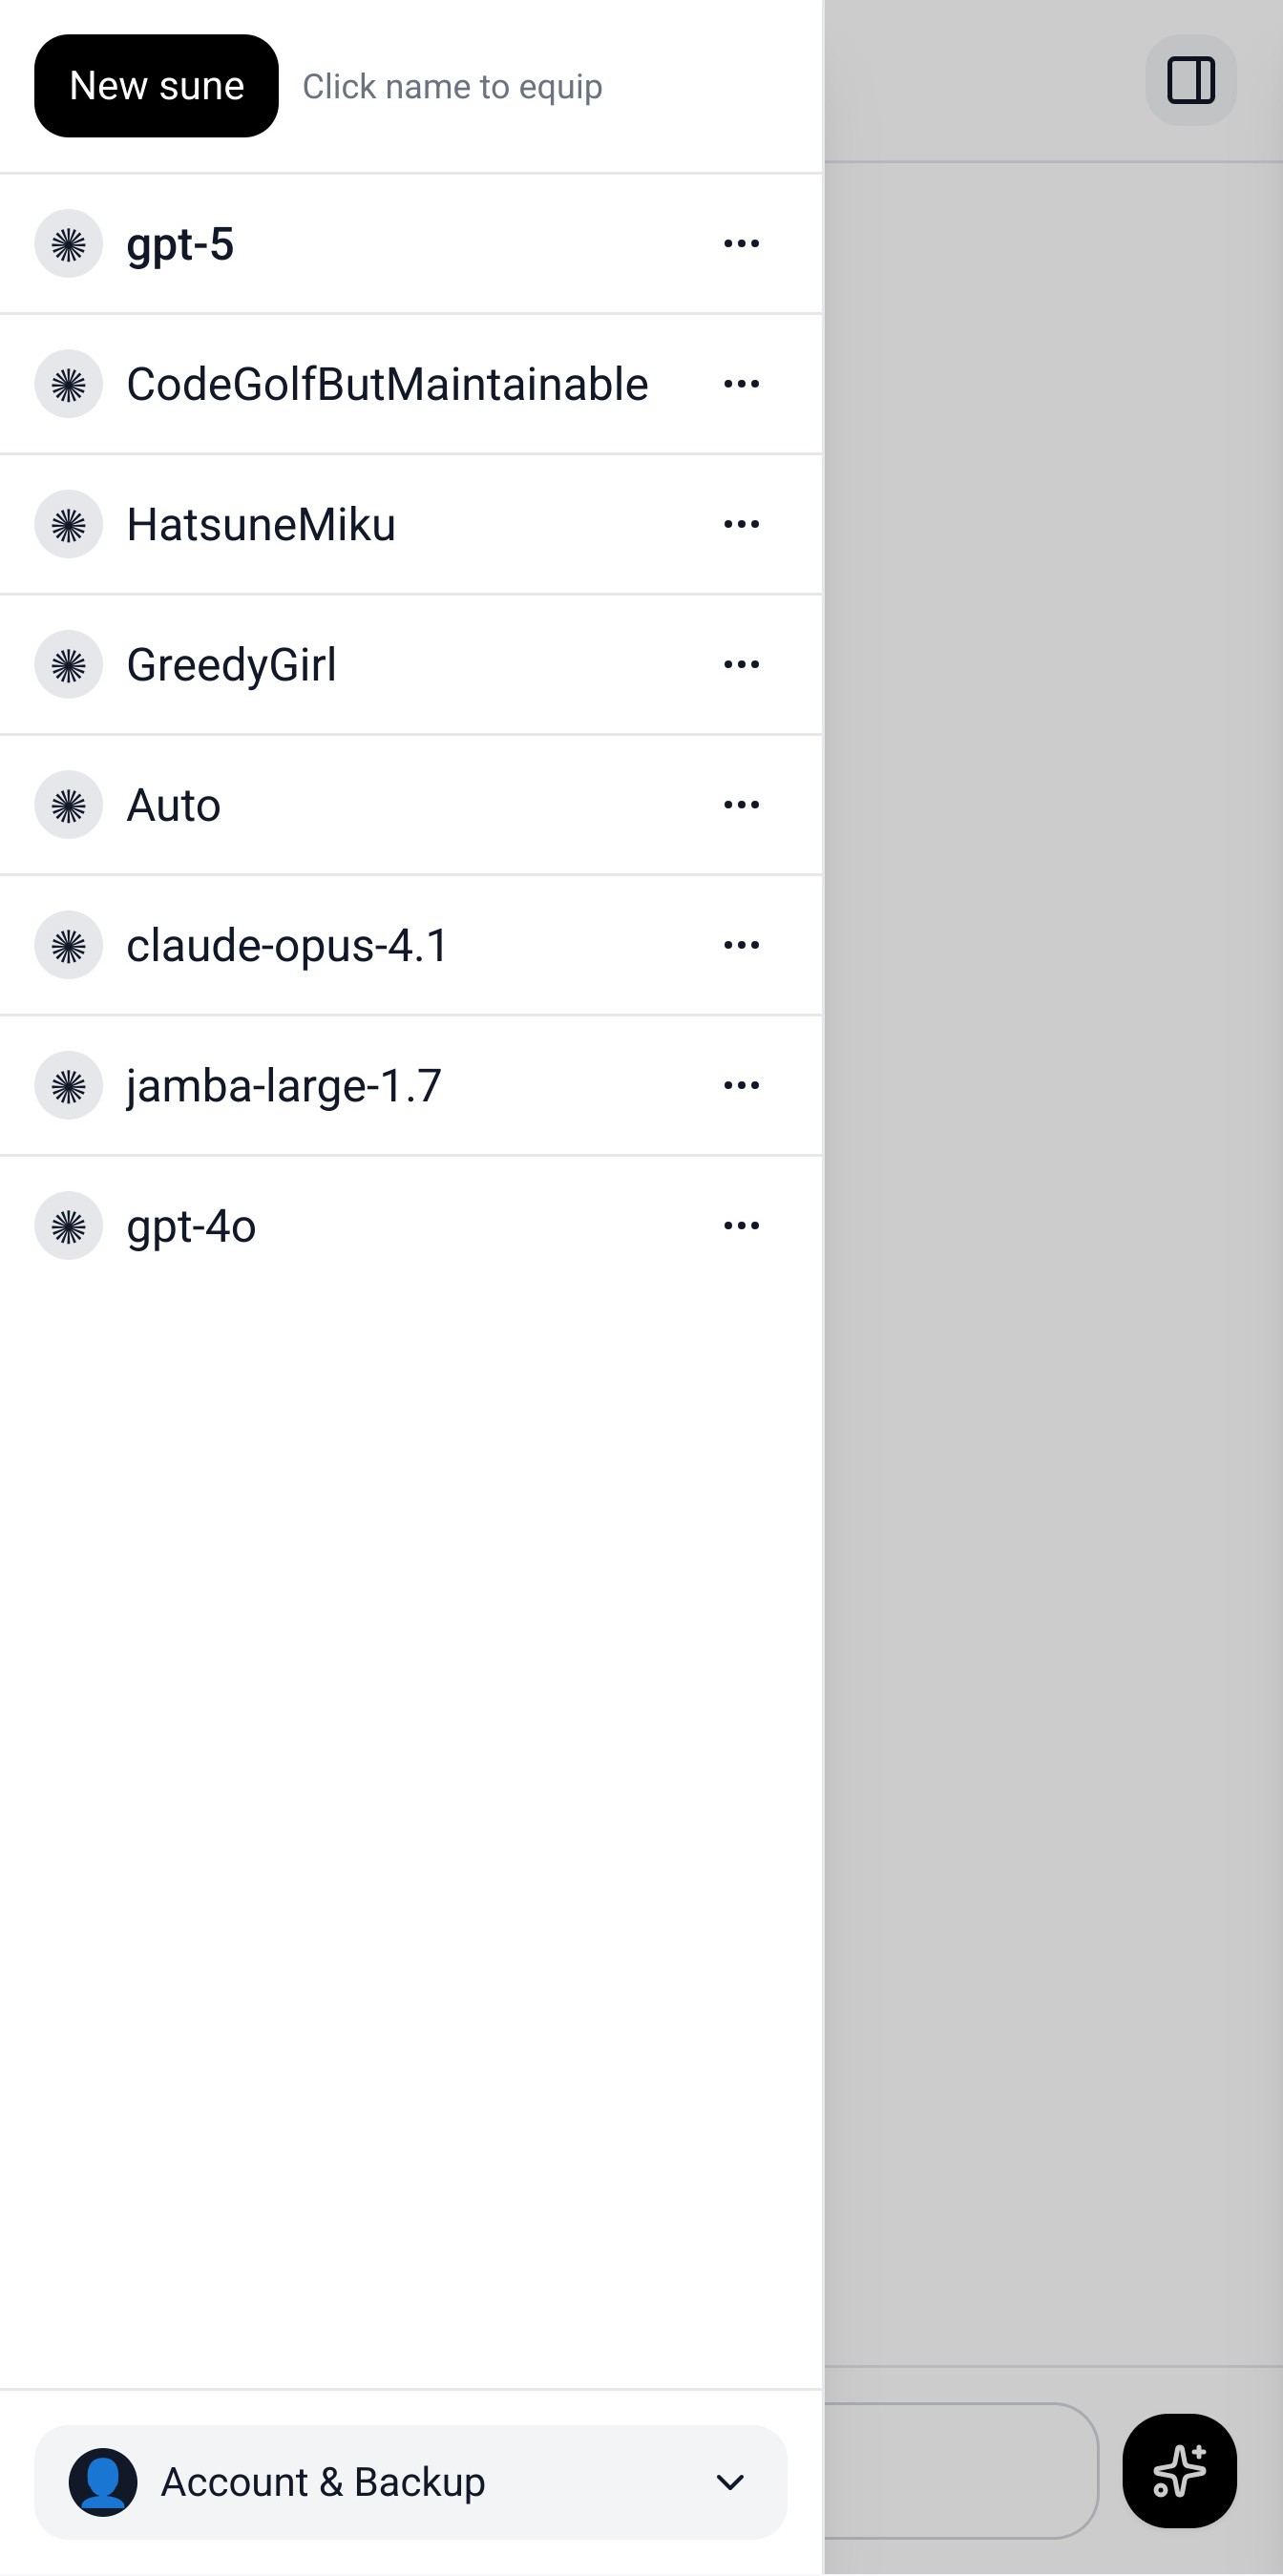 New sune
Click name to equip
gpt-5
CodeGolfButMaintainable
HatsuneMiku
GreedyGirl
Auto
claude-opus-4.1
jamba-large-1.7
gpt-4o
Account & Backup